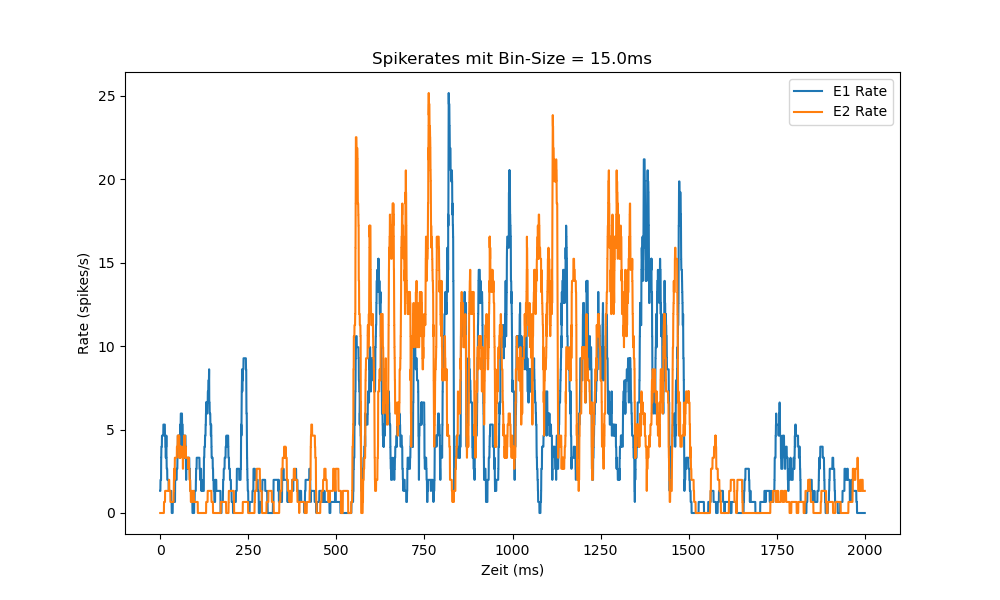 Spikerates mit Bin-Size = 15.0ms
E1 Rate
E2 Rate
Rate (spikes/s)
25
20
15
10
5
0
0 250 500 750 1000 1250 1500 1750 2000
Zeit (ms)